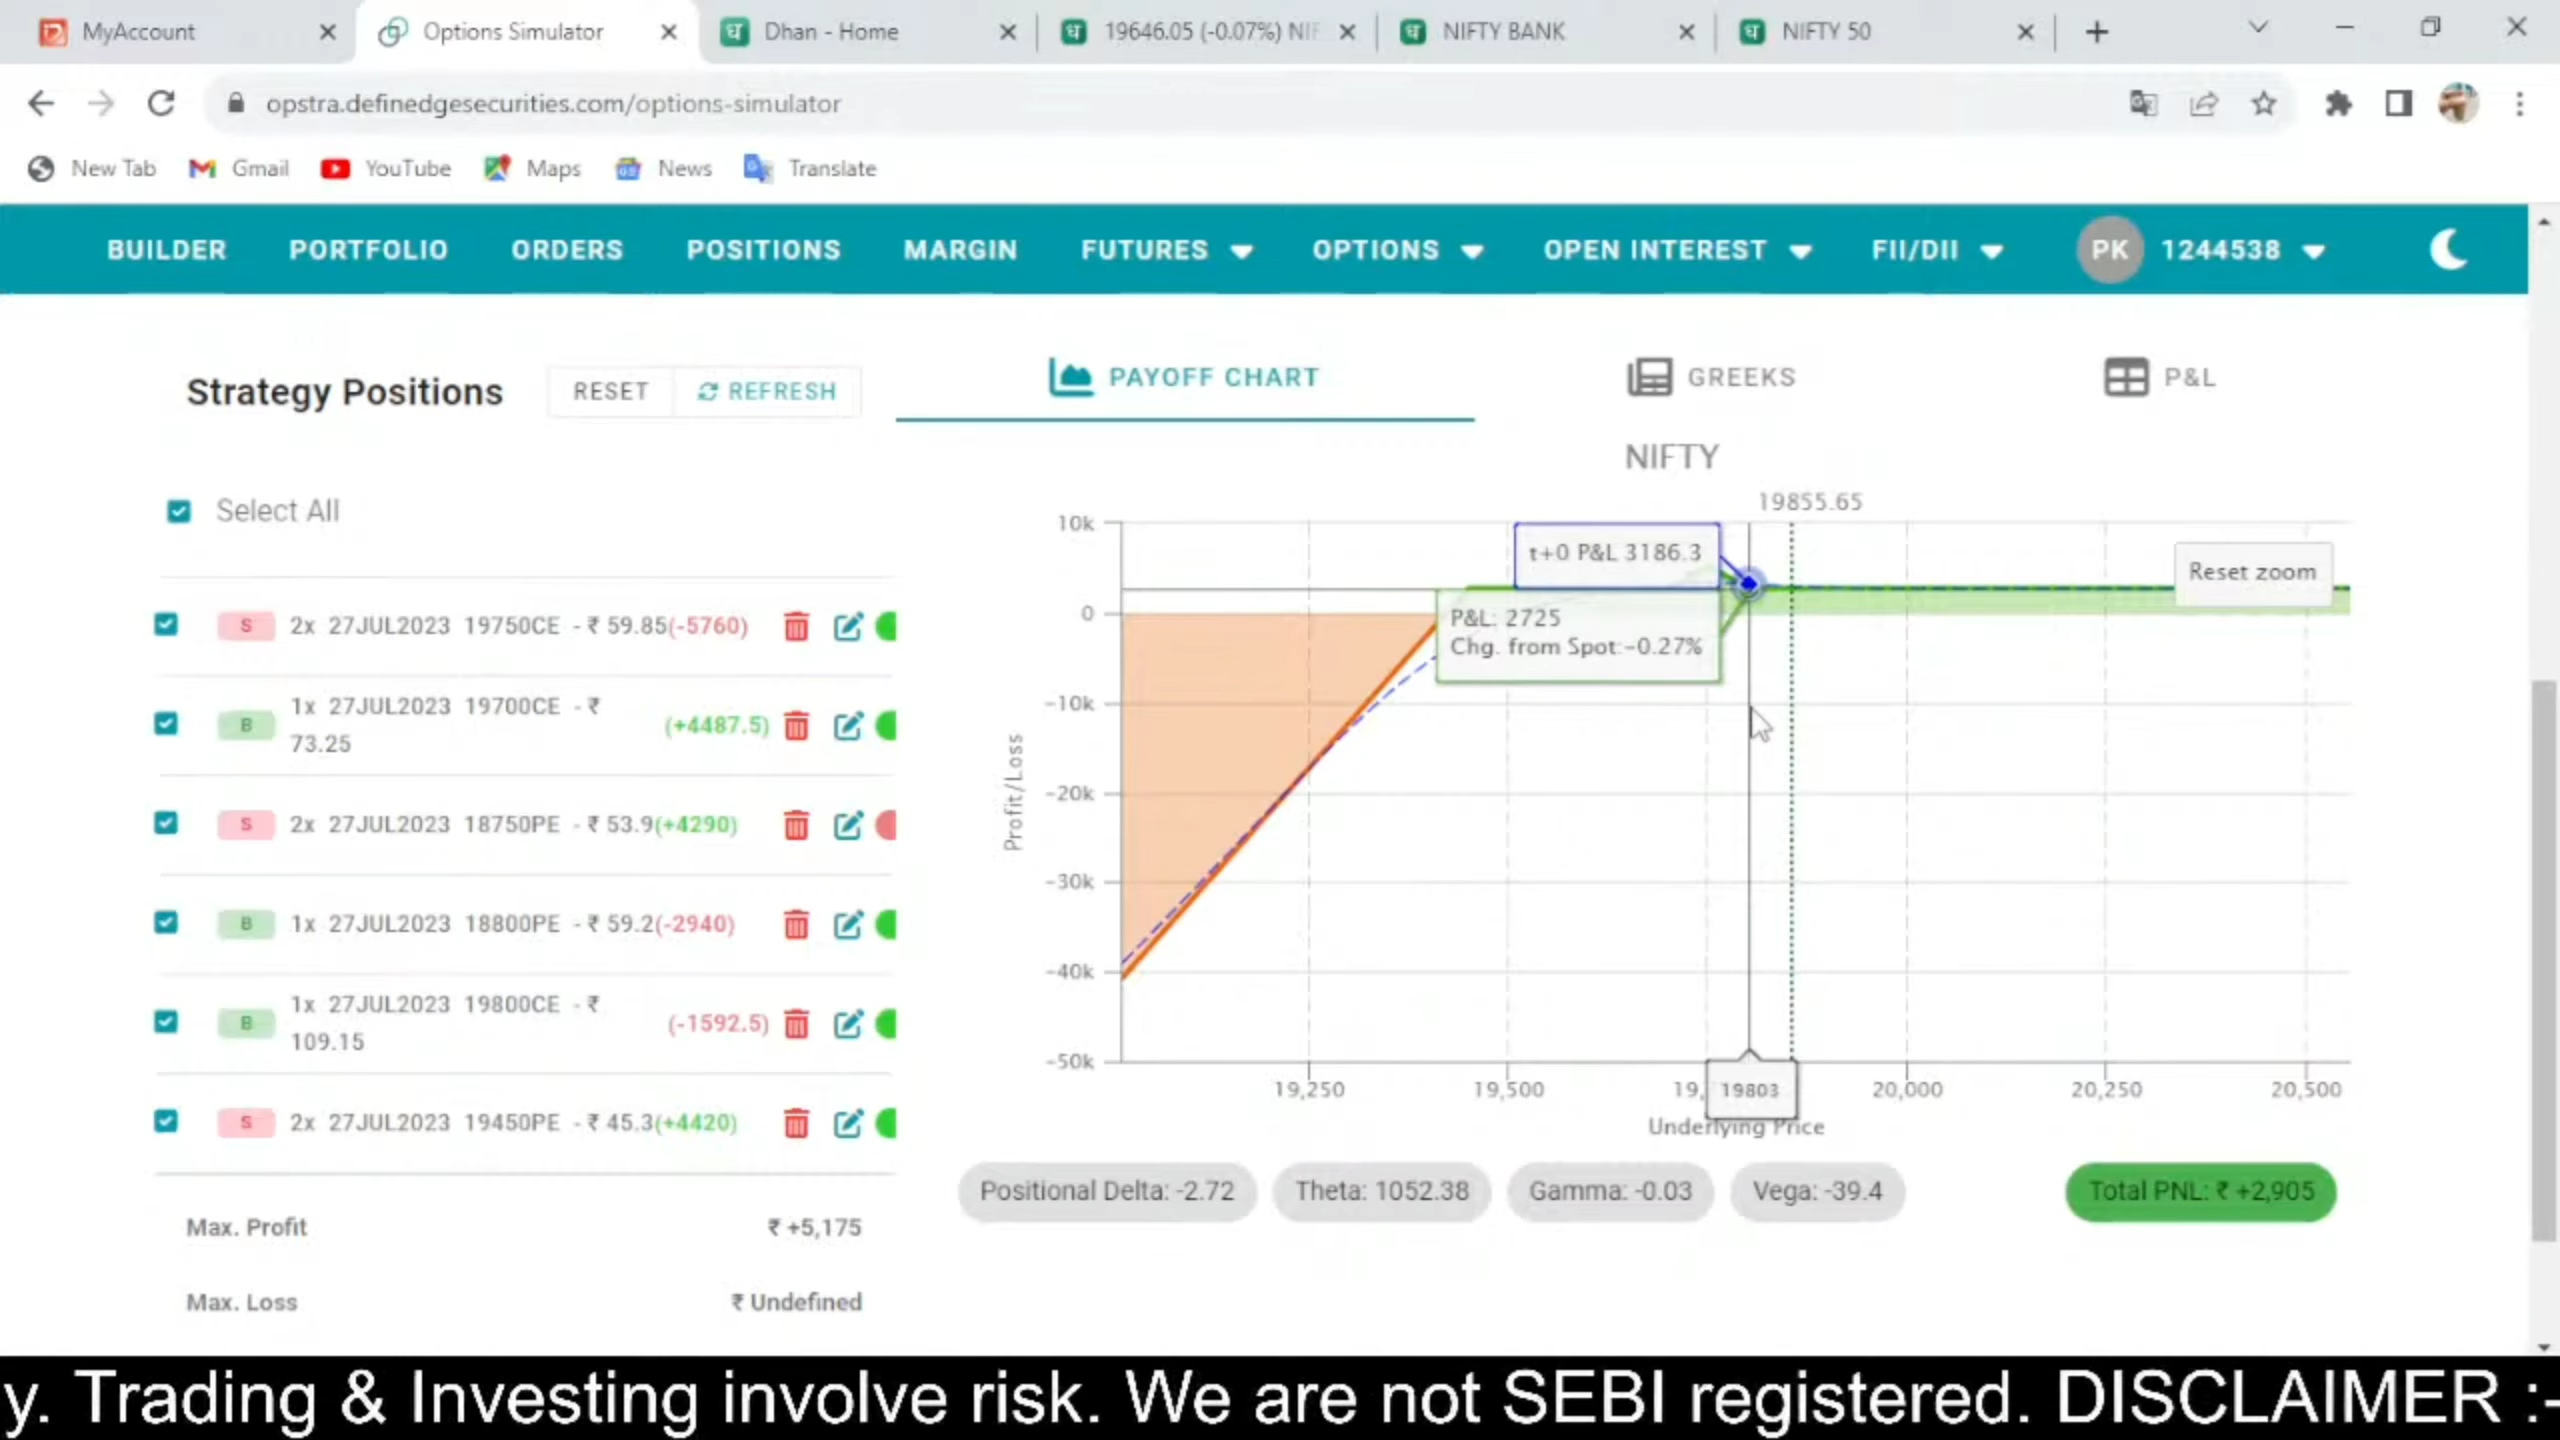 MyAccount
Options Simulator
Dhan - Home
19646.05 (-0.07%) NIF
NIFTY BANK
NIFTY 50
opstra.definedgesecurities.com/options-simulator
New Tab
Gmail
YouTube
Maps
News
Translate
BUILDER
PORTFOLIO
ORDERS
POSITIONS
MARGIN
FUTURES
OPTIONS
OPEN INTEREST
FII/DII
PK
1244538
Strategy Positions
RESET
REFRESH
PAYOFF CHART
GREEKS
P&L
Select All
S 2x 27JUL2023 19750CE - ₹ 59.85(-5760)
B 1x 27JUL2023 19700CE - ₹
73.25 (+4487.5)
S 2x 27JUL2023 18750PE - ₹ 53.9(+4290)
B 1x 27JUL2023 18800PE - ₹ 59.2(-2940)
B 1x 27JUL2023 19800CE - ₹
109.15 (-1592.5)
S 2x 27JUL2023 19450PE - ₹ 45.3(+4420)
Max. Profit ₹ +5,175
Max. Loss ₹ Undefined
NIFTY
19855.65
t+0 P&L 3186.3
P&L: 2725
Chg. from Spot:-0.27%
Reset zoom
Profit/Loss
10k
0
-10k
-20k
-30k
-40k
-50k
19,250
19,500
19,
19803
20,000
20,250
20,500
Underlying Price
Positional Delta: -2.72
Theta: 1052.38
Gamma: -0.03
Vega: -39.4
Total PNL: ₹ +2,905
y. Trading & Investing involve risk. We are not SEBI registered. DISCLAIMER :-